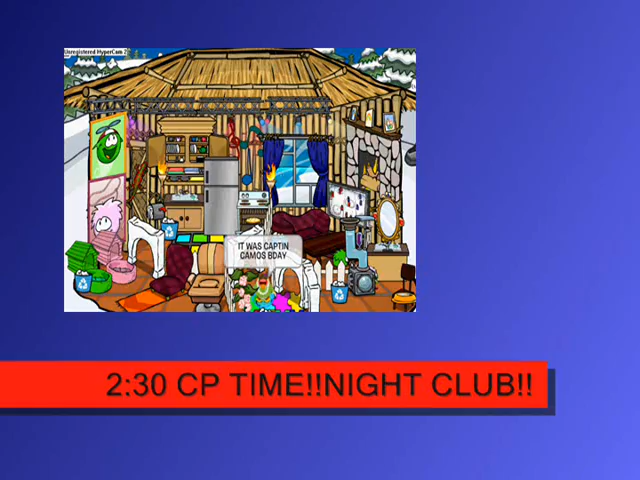 Unregistered HyperCam 2
IT WAS CAPTIN
CAMOS BDAY
2:30 CP TIME!!NIGHT CLUB!!